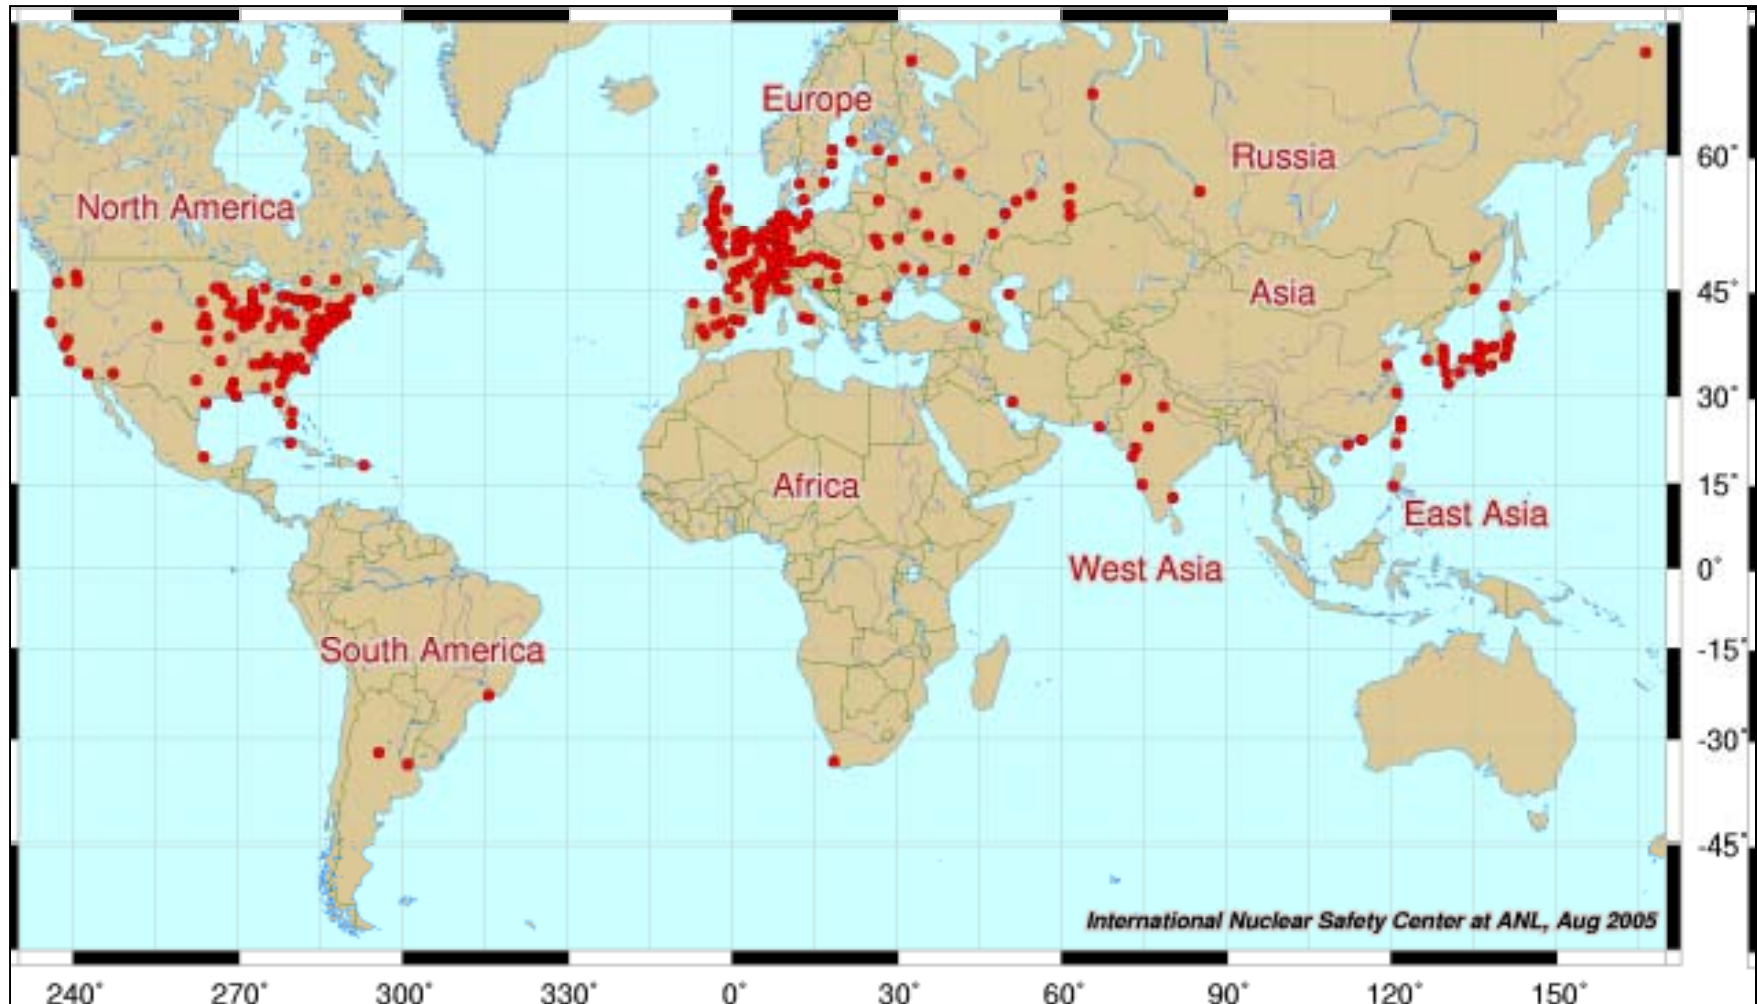 Europe
60°
Russia
North America
Asia
45°
30°
Africa
15°
East Asia
West Asia
0°
South America
-15°
-30°
-45°
International Nuclear Safety Center at ANL, Aug 2005
240° 270° 300° 330° 0° 30° 60° 90° 120° 150°